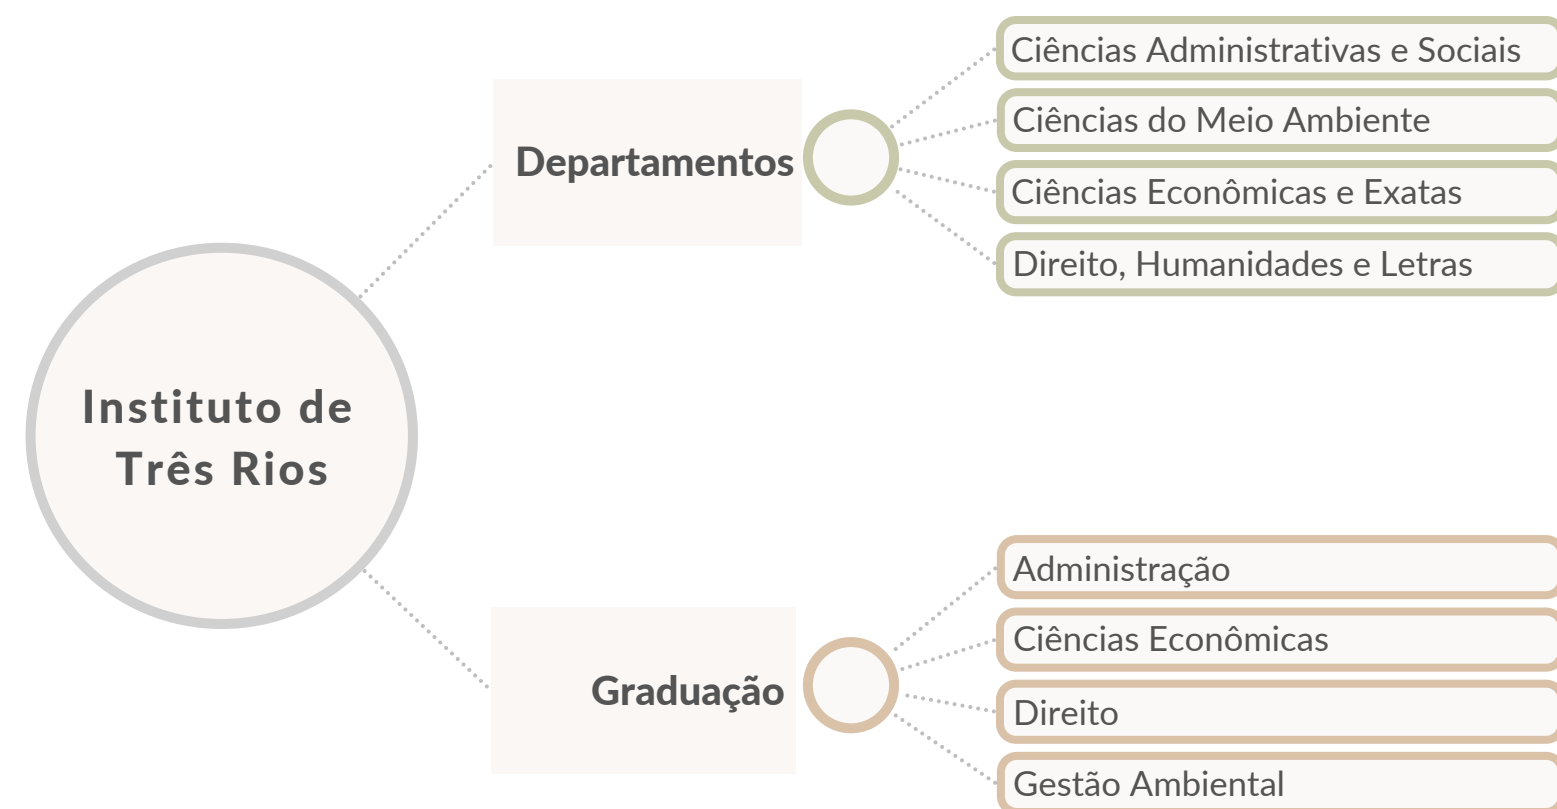 Instituto de
Três Rios
Departamentos
Ciências Administrativas e Sociais
Ciências do Meio Ambiente
Ciências Econômicas e Exatas
Direito, Humanidades e Letras
Graduação
Administração
Ciências Econômicas
Direito
Gestão Ambiental